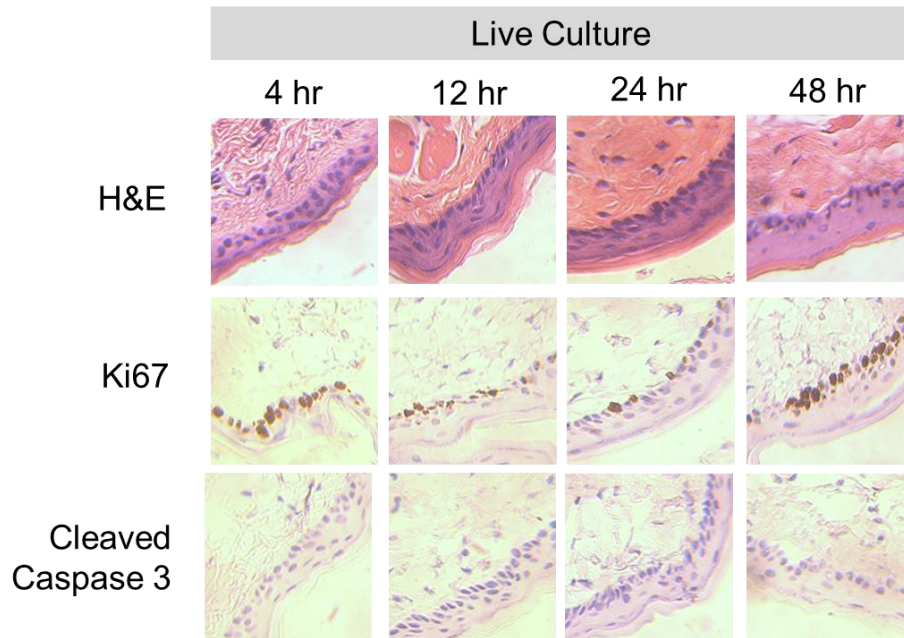 Live Culture
4 hr 12 hr 24 hr 48 hr
H&E
Ki67
Cleaved
Caspase 3